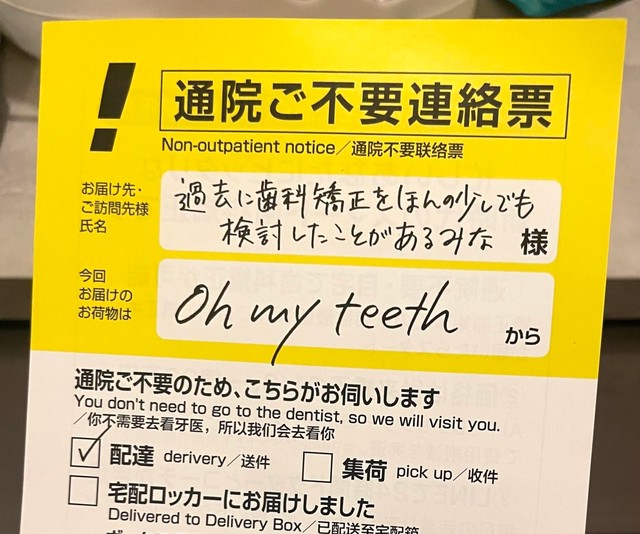 !
通院ご不要連絡票
Non-outpatient notice／通院不要联络票
お届け先・
ご訪問先様
氏名
過去に歯科矯正をほんの少しでも
検討したことがあるみな 様
今回
お届けの
お荷物は
Oh my teeth から
通院ご不要のため、こちらがお伺いします
You don't need to go to the dentist, so we will visit you.
／你不需要去看牙医，所以我们会去看你
配達 derivery／送件 集荷 pick up／收件
宅配ロッカーにお届けしました
Delivered to Delivery Box／已配送至宅配箱